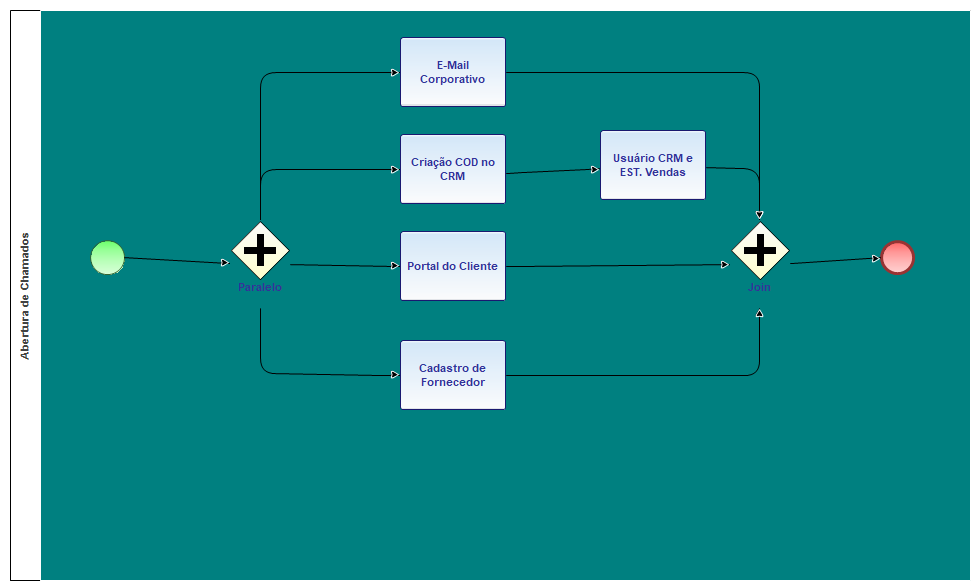 Abertura de Chamados
E-Mail
Corporativo
Criação COD no
CRM
Usuário CRM e
EST. Vendas
Portal do Cliente
Paralelo
Join
Cadastro de
Fornecedor